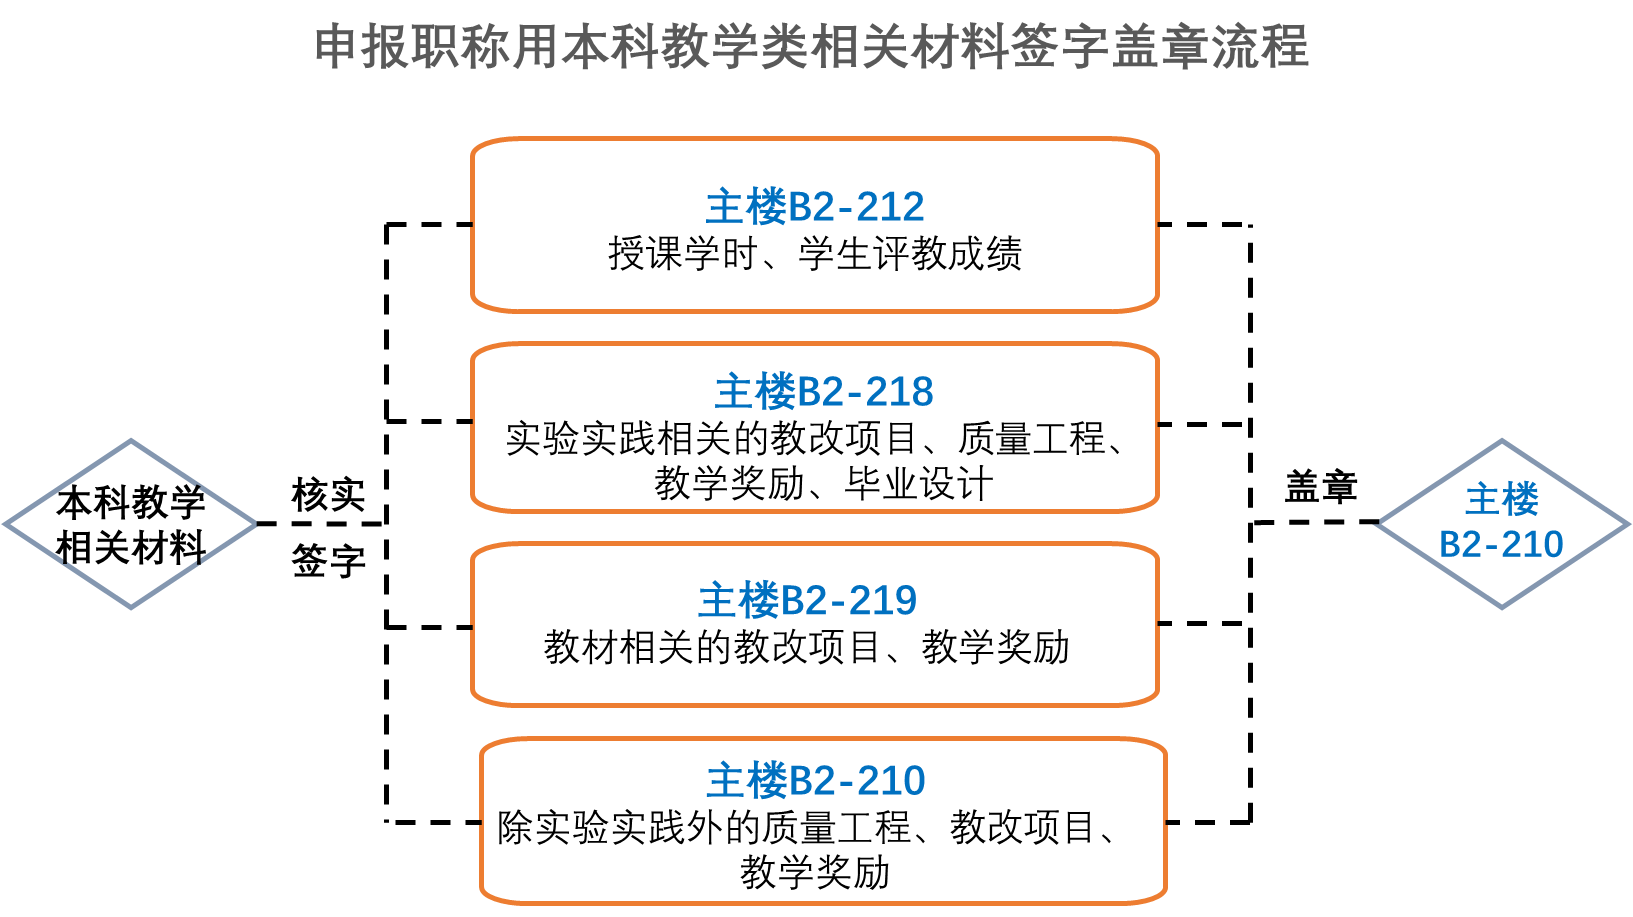 申报职称用本科教学类相关材料签字盖章流程
主楼B2-212
授课学时、学生评教成绩
主楼B2-218
实验实践相关的教改项目、质量工程、
教学奖励、毕业设计
本科教学
相关材料
核实
签字
盖章
主楼
B2-210
主楼B2-219
教材相关的教改项目、教学奖励
主楼B2-210
除实验实践外的质量工程、教改项目、
教学奖励